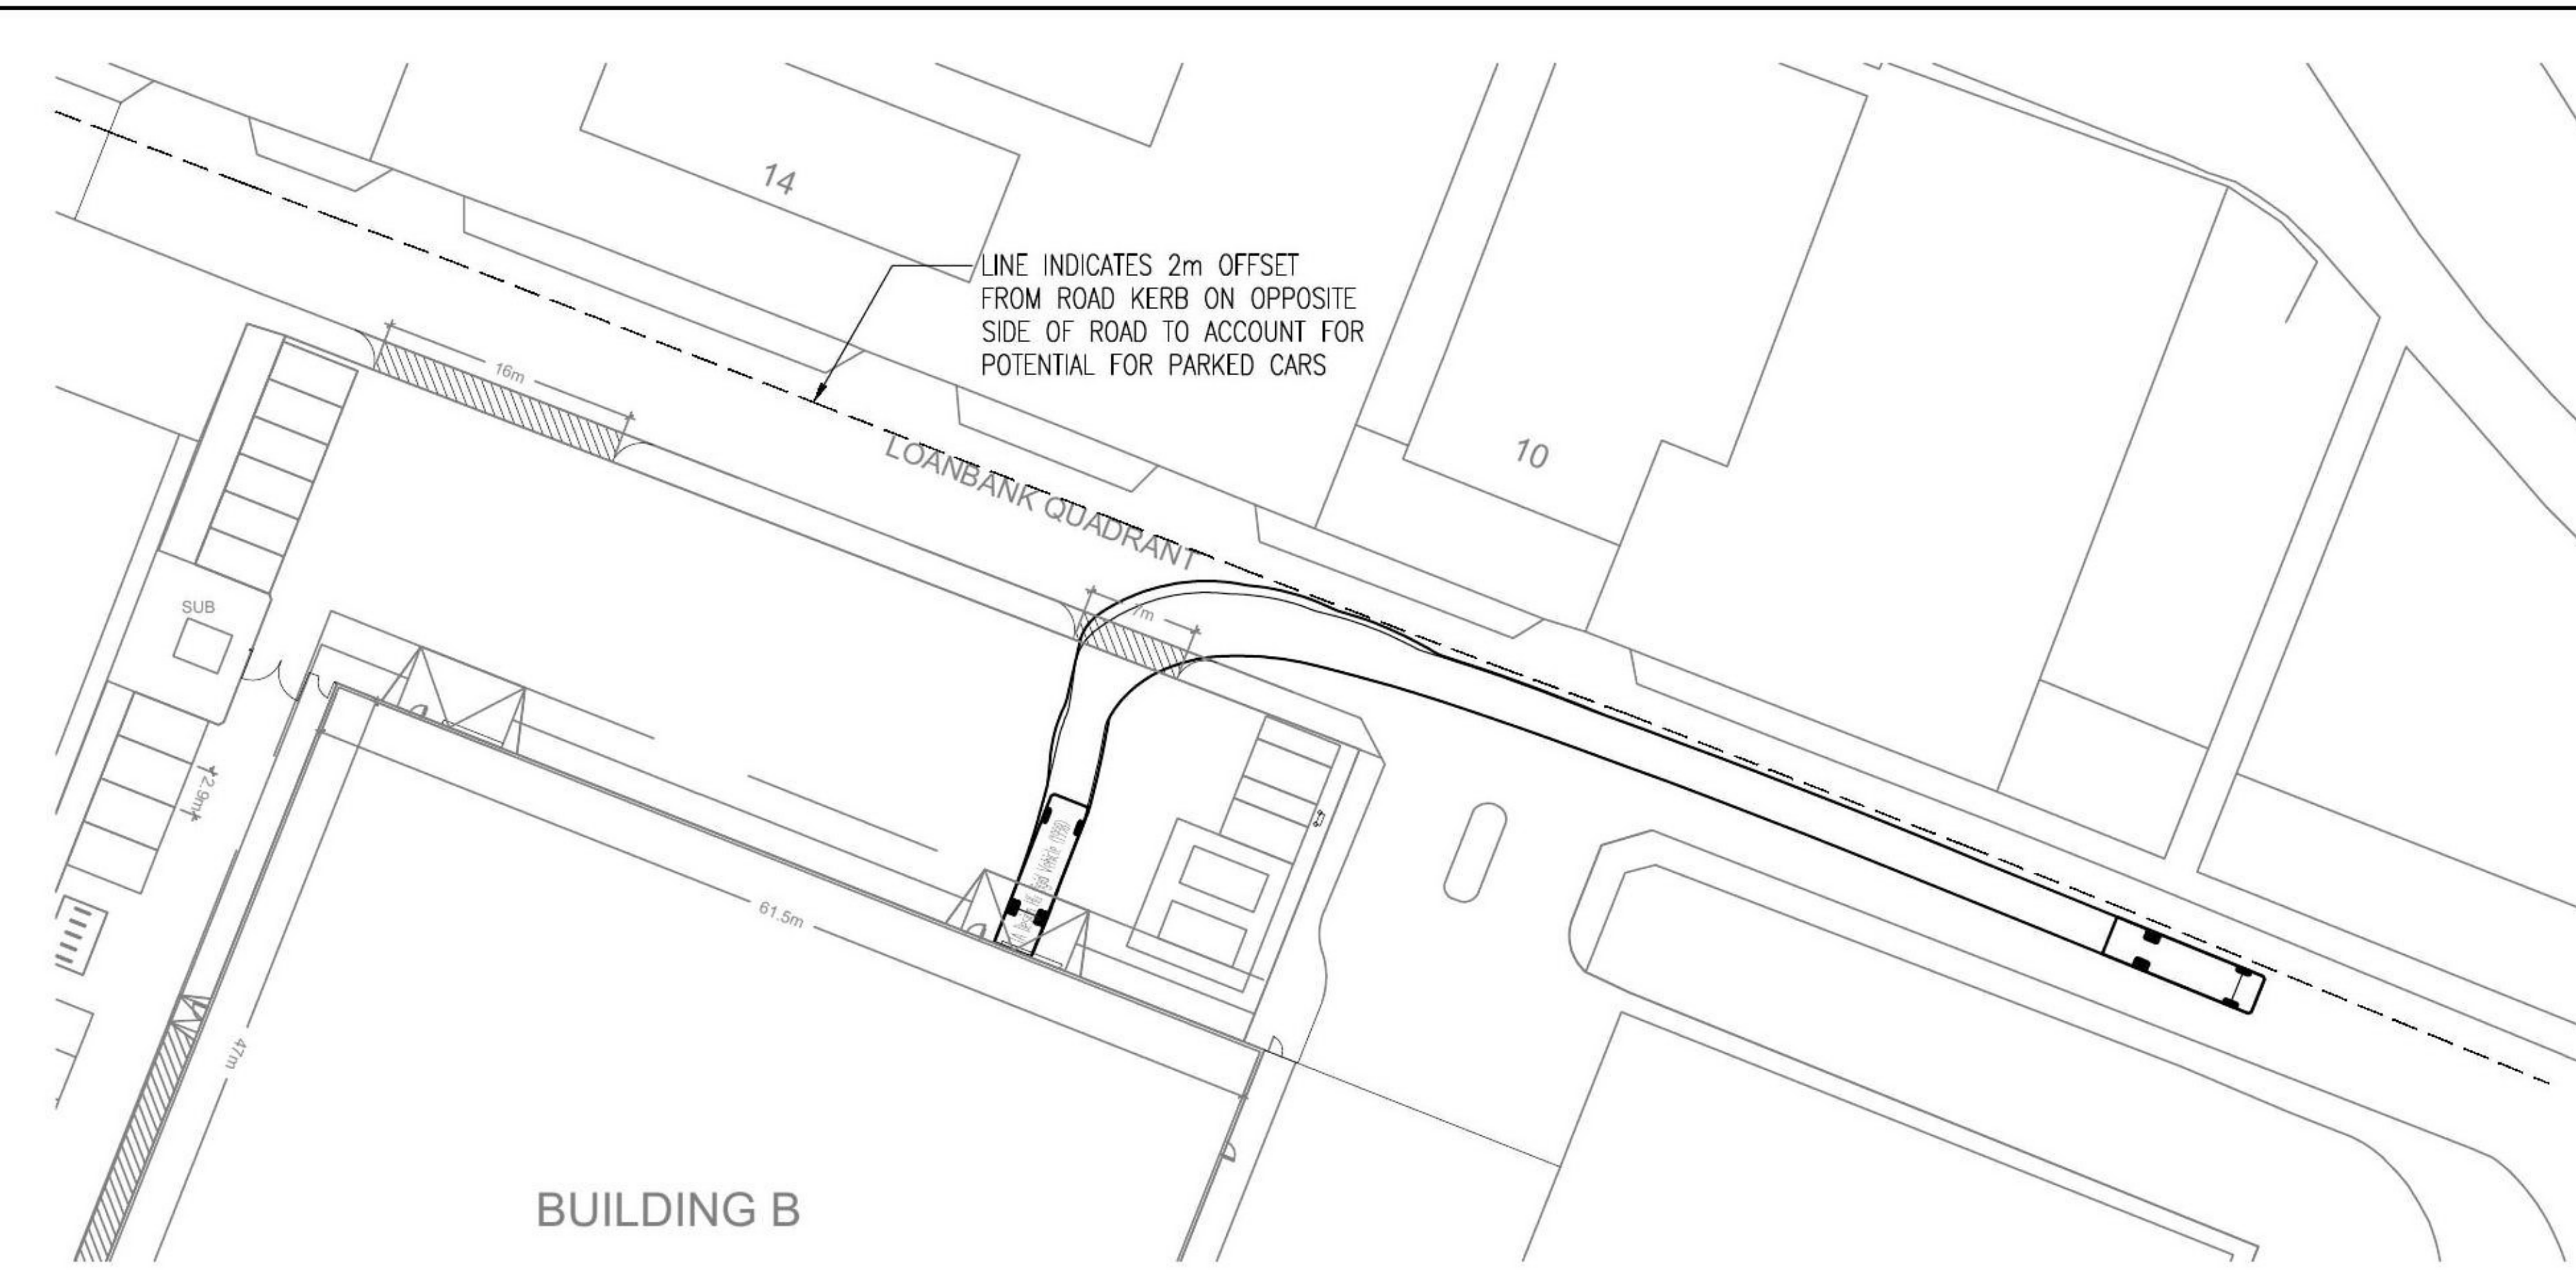 14
LINE INDICATES 2m OFFSET
FROM ROAD KERB ON OPPOSITE
SIDE OF ROAD TO ACCOUNT FOR
POTENTIAL FOR PARKED CARS
16m
10
LOANBANK QUADRANT
SUB
7m
2.9m
61.5m
47m
BUILDING B